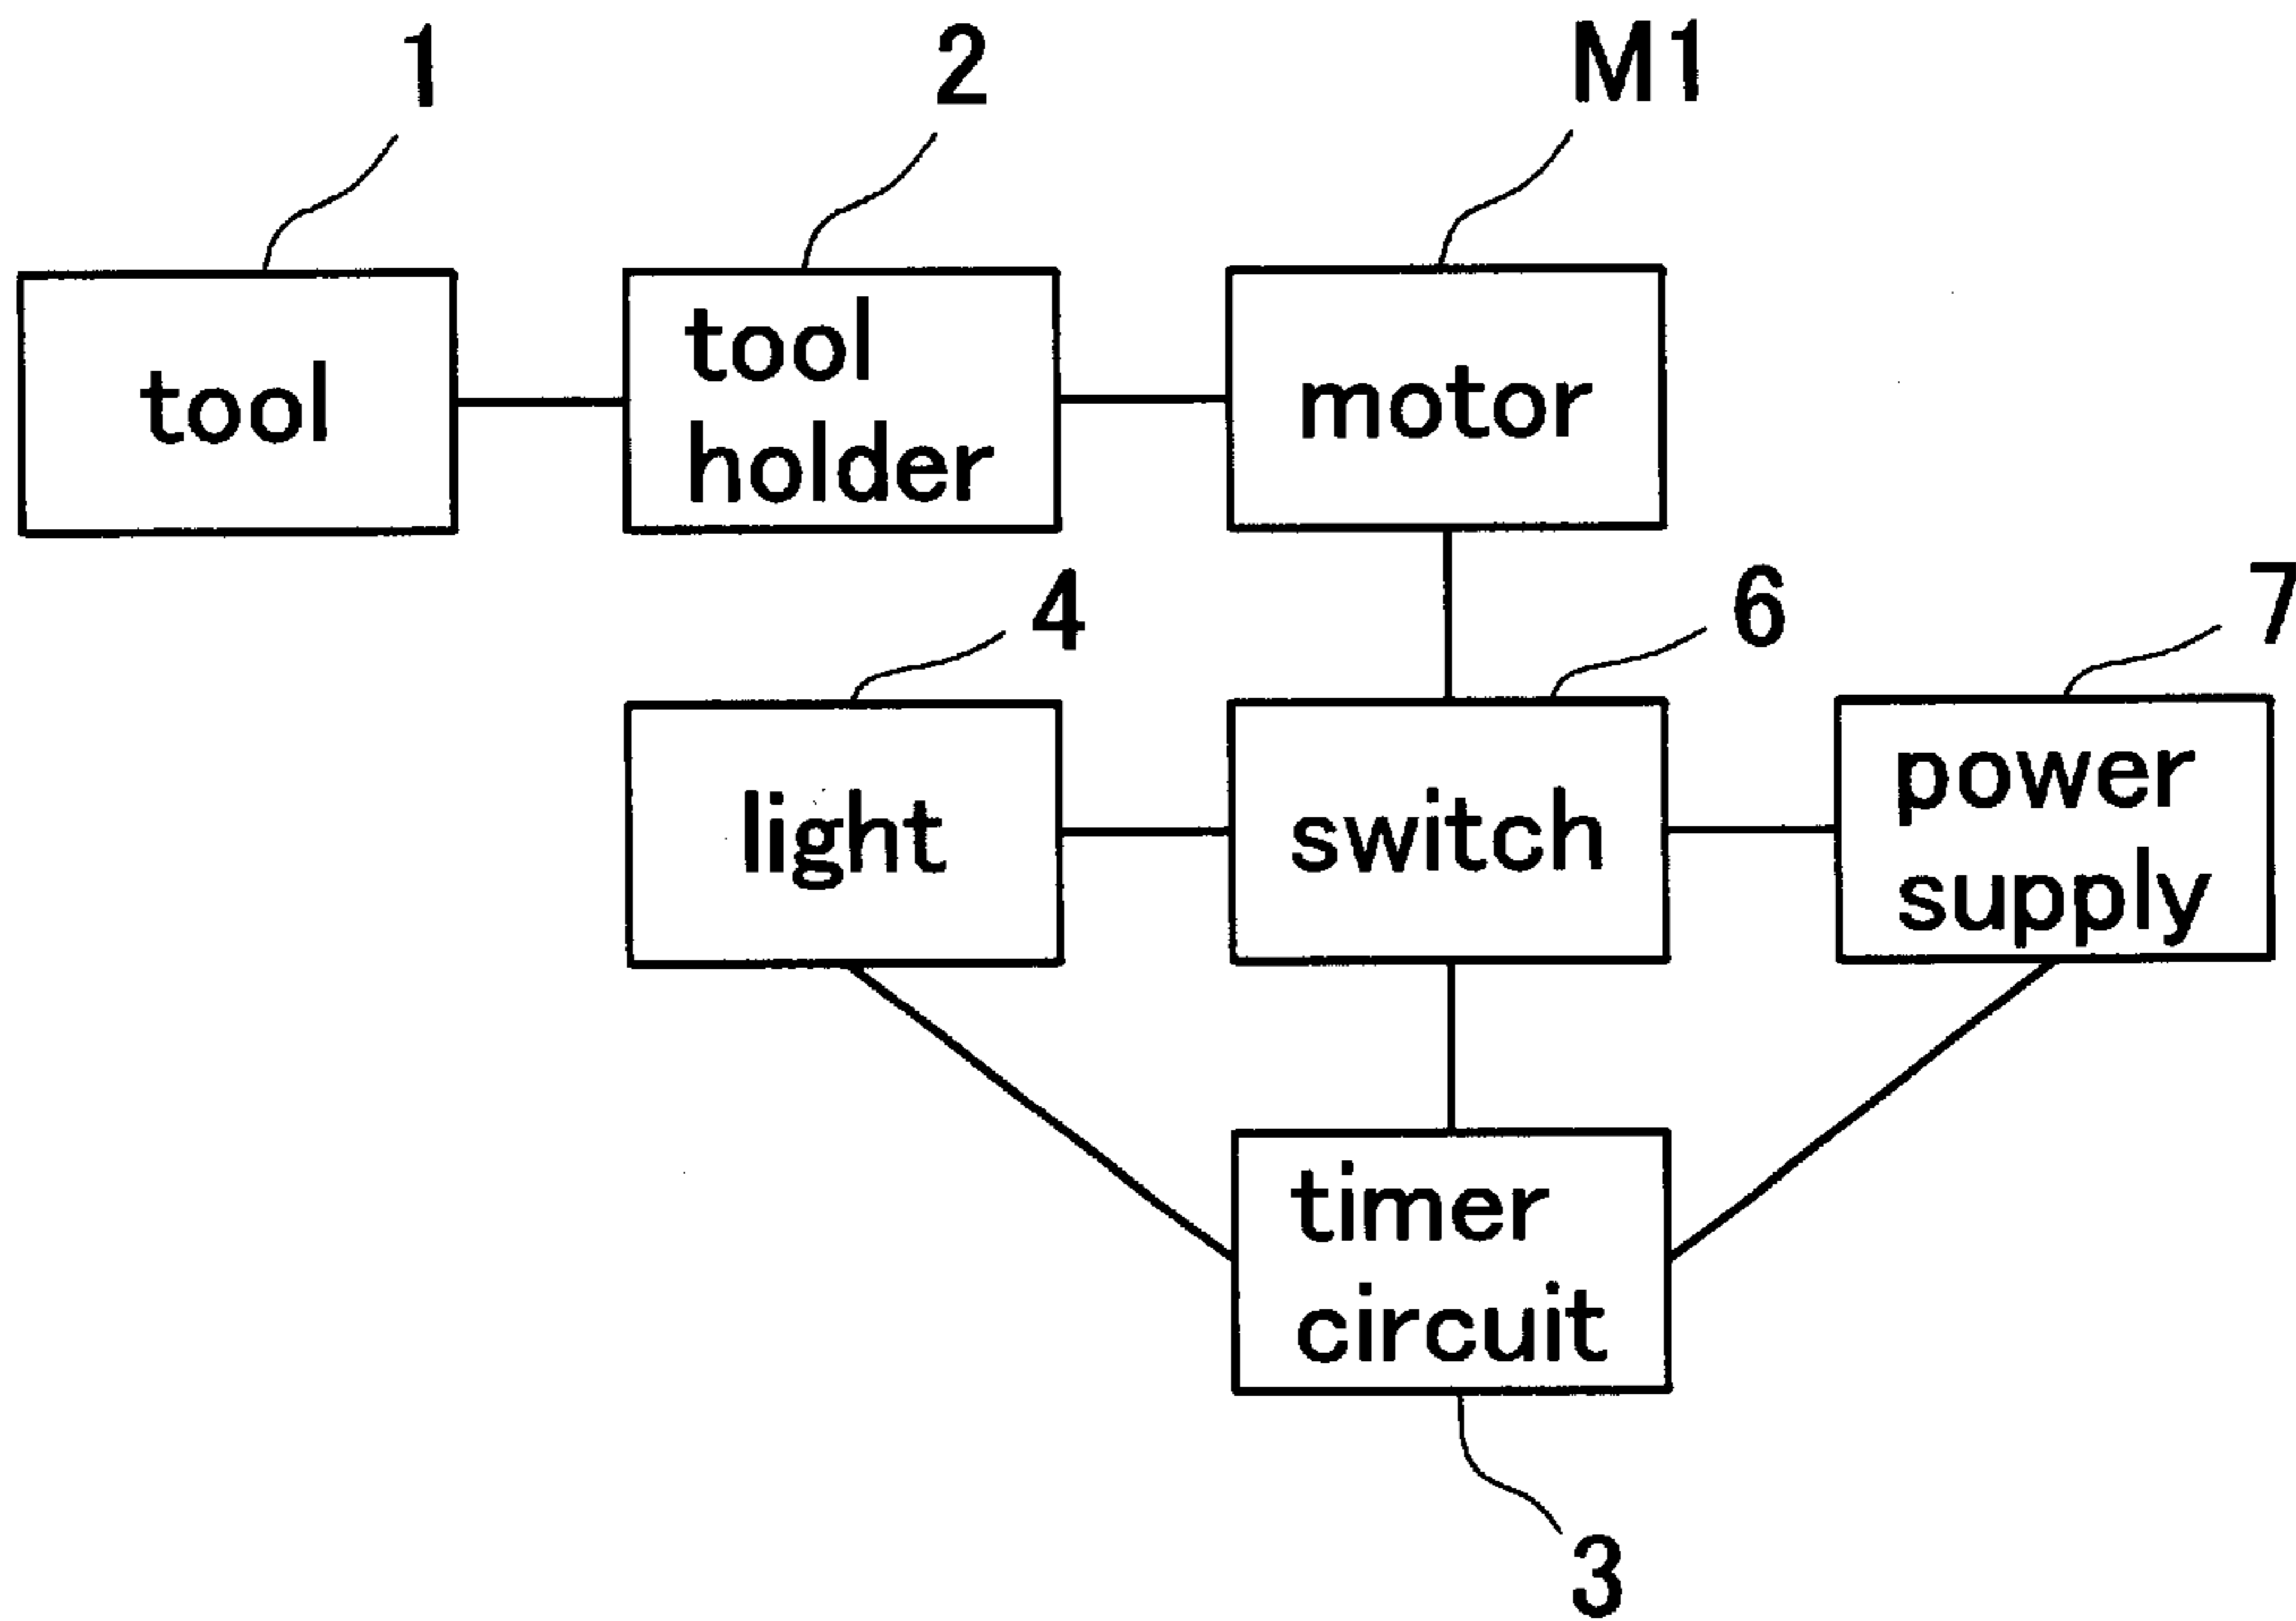 1
2
M1
tool
tool
holder
motor
4
6
7
light
switch
power
supply
timer
circuit
3